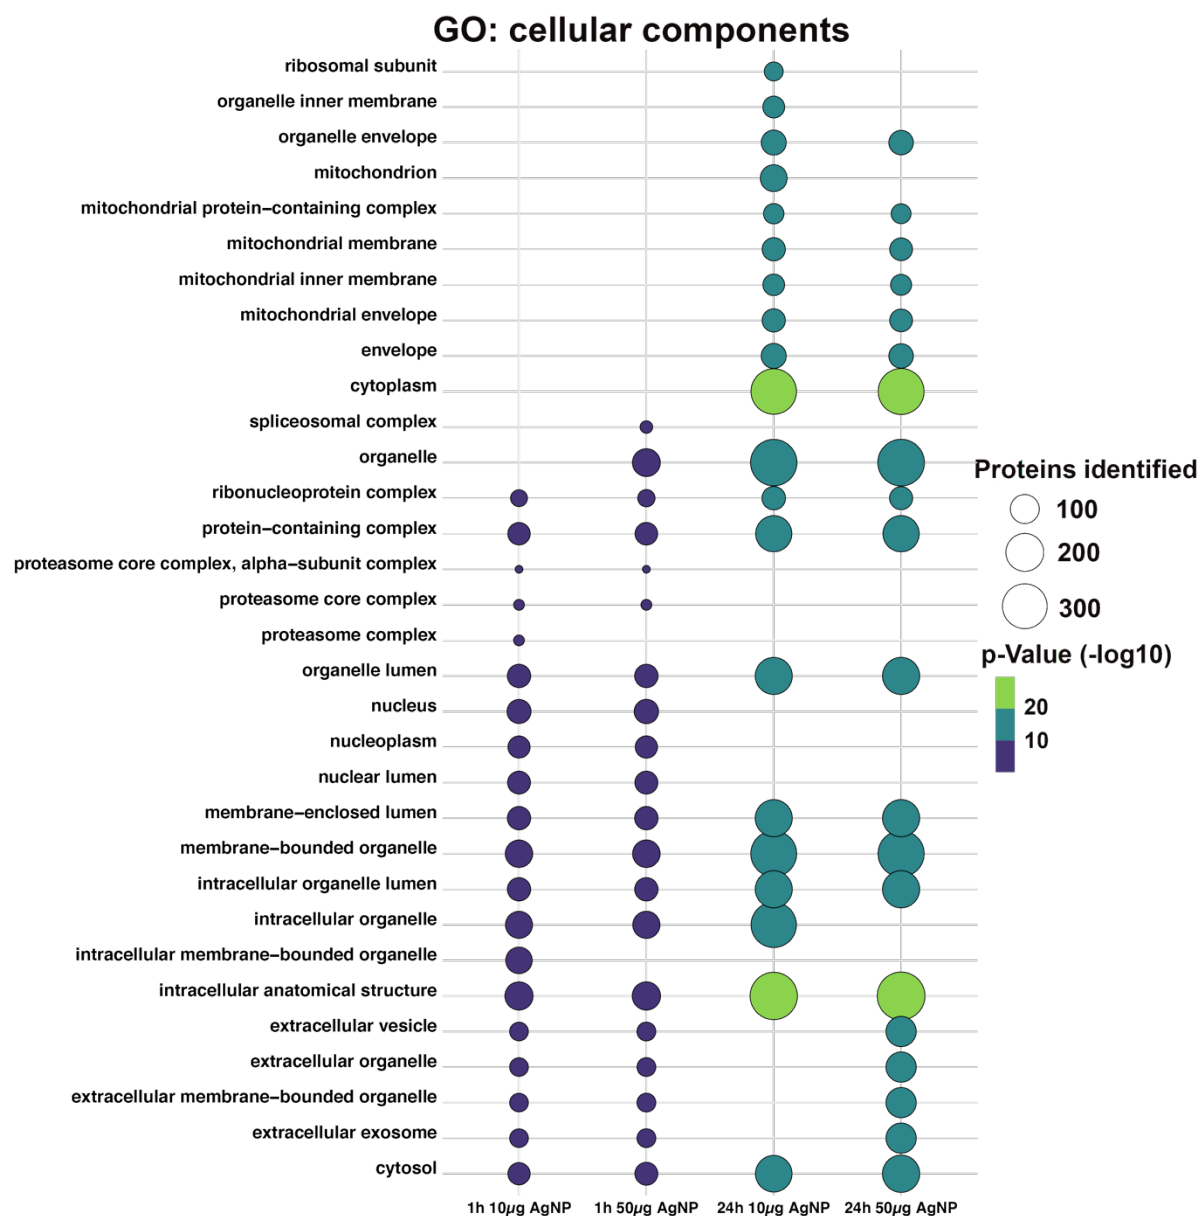 GO: cellular components
ribosomal subunit
organelle inner membrane
organelle envelope
mitochondrion
mitochondrial protein−containing complex
mitochondrial membrane
mitochondrial inner membrane
mitochondrial envelope
envelope
cytoplasm
spliceosomal complex
organelle
ribonucleoprotein complex
protein−containing complex
proteasome core complex, alpha−subunit complex
proteasome core complex
proteasome complex
organelle lumen
nucleus
nucleoplasm
nuclear lumen
membrane−enclosed lumen
membrane−bounded organelle
intracellular organelle lumen
intracellular organelle
intracellular membrane−bounded organelle
intracellular anatomical structure
extracellular vesicle
extracellular organelle
extracellular membrane−bounded organelle
extracellular exosome
cytosol
1h 10µg AgNP 1h 50µg AgNP 24h 10µg AgNP 24h 50µg AgNP
Proteins identified
100
200
300
p-Value (-log10)
20
10